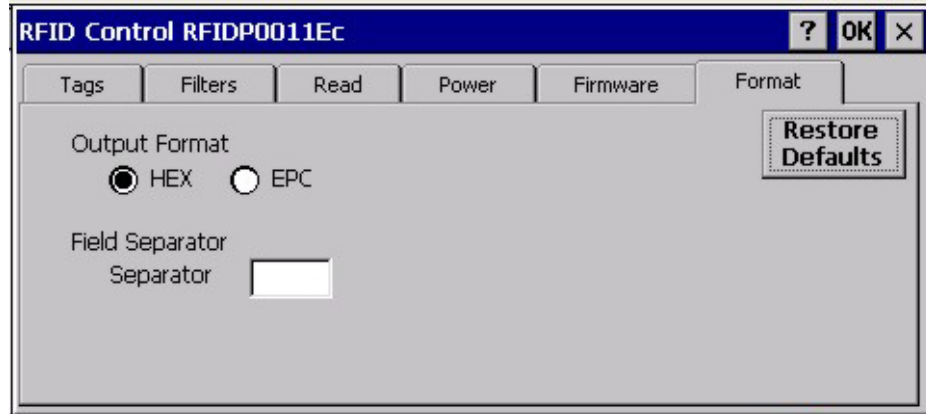 RFID Control RFIDP0011Ec ? OK ×
Tags Filters Read Power Firmware Format
Restore
Defaults
Output Format
HEX EPC
Field Separator
Separator